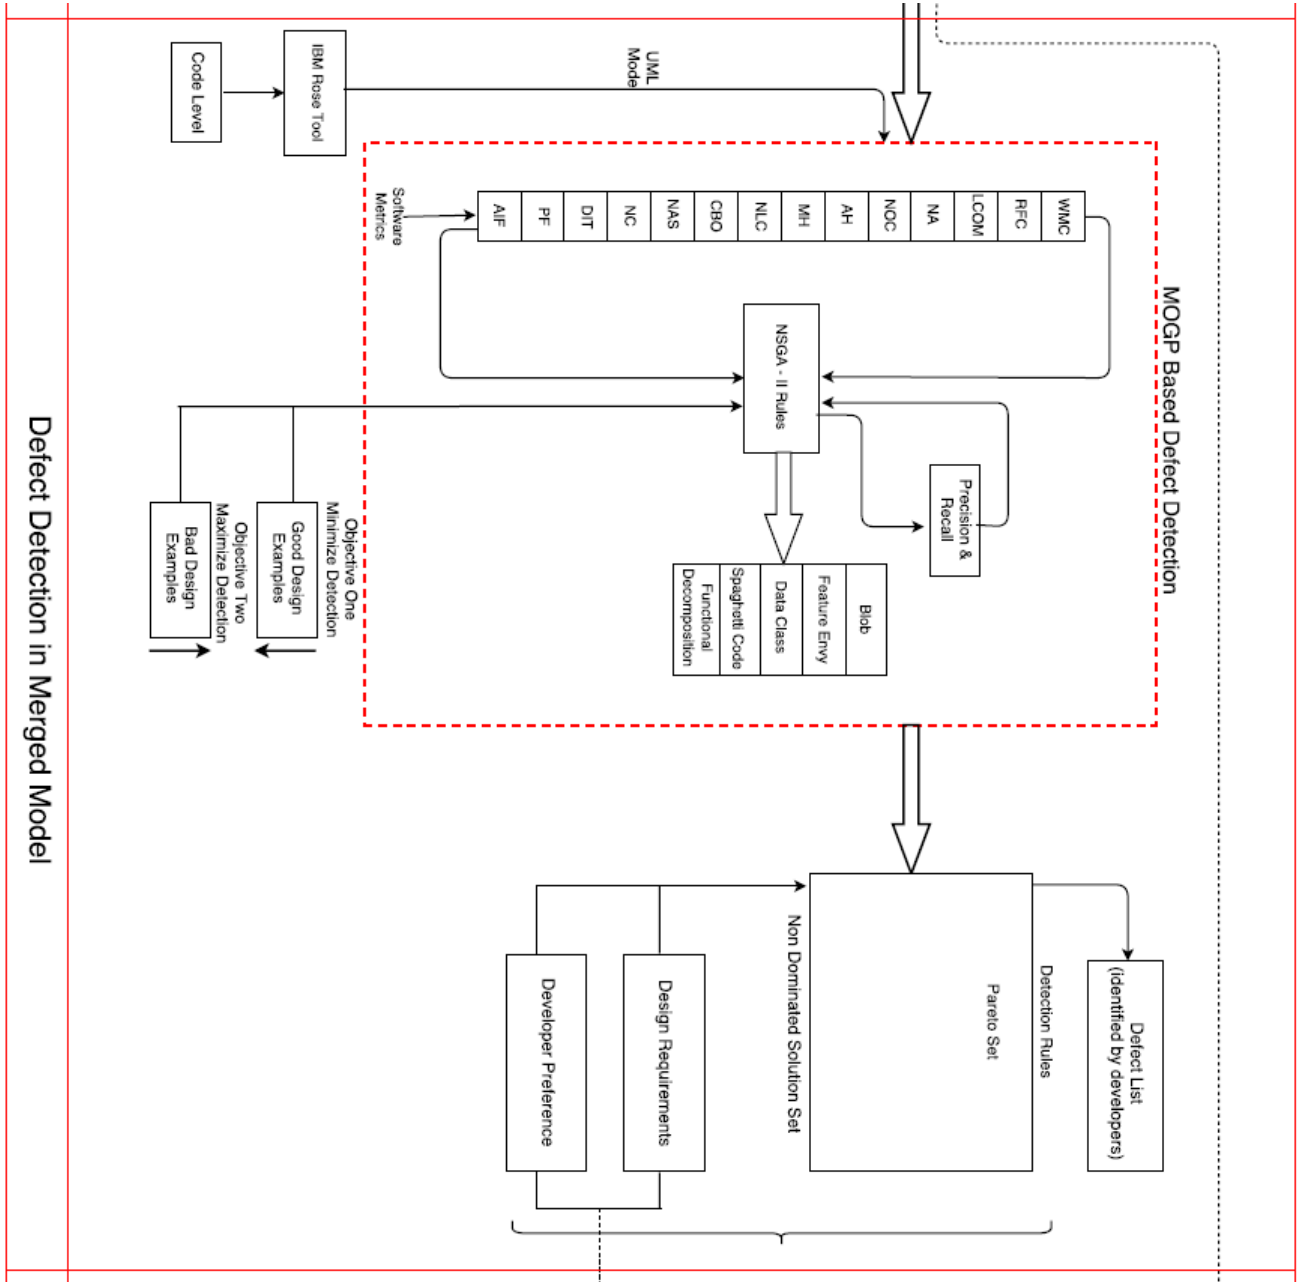 Defect Detection in Merged Model
Code Level
IBM Rose Tool
UML
Model
MOGP Based Defect Detection
Software
Metrics
AIF
PF
DIT
NC
NAS
CBO
NLC
MH
AH
NOC
NA
LCOM
RFC
WMC
NSGA - II Rules
Precision &
Recall
Blob
Feature Envy
Data Class
Spaghetti Code
Functional
Decomposition
Objective One
Minimize Detection
Good Design
Examples
Objective Two
Maximize Detection
Bad Design
Examples
Defect List
(identified by developers)
Detection Rules
Pareto Set
Non Dominated Solution Set
Design Requirements
Developer Preference